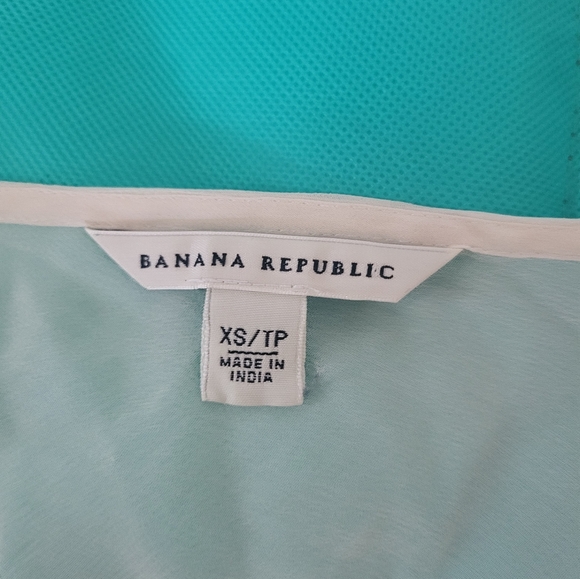 BANANA REPUBLIC
XS/TP
MADE IN
INDIA